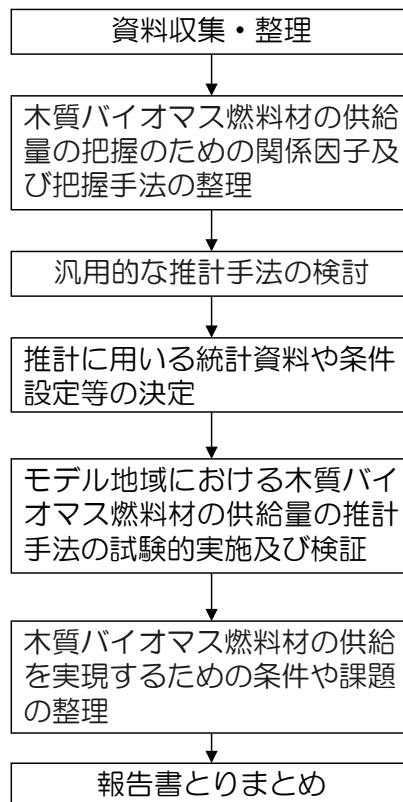 資料収集・整理
木質バイオマス燃料材の供給
量の把握のための関係因子及
び把握手法の整理
汎用的な推計手法の検討
推計に用いる統計資料や条件
設定等の決定
モデル地域における木質バイ
オマス燃料材の供給量の推計
手法の試験的実施及び検証
木質バイオマス燃料材の供給
を実現するための条件や課題
の整理
報告書とりまとめ